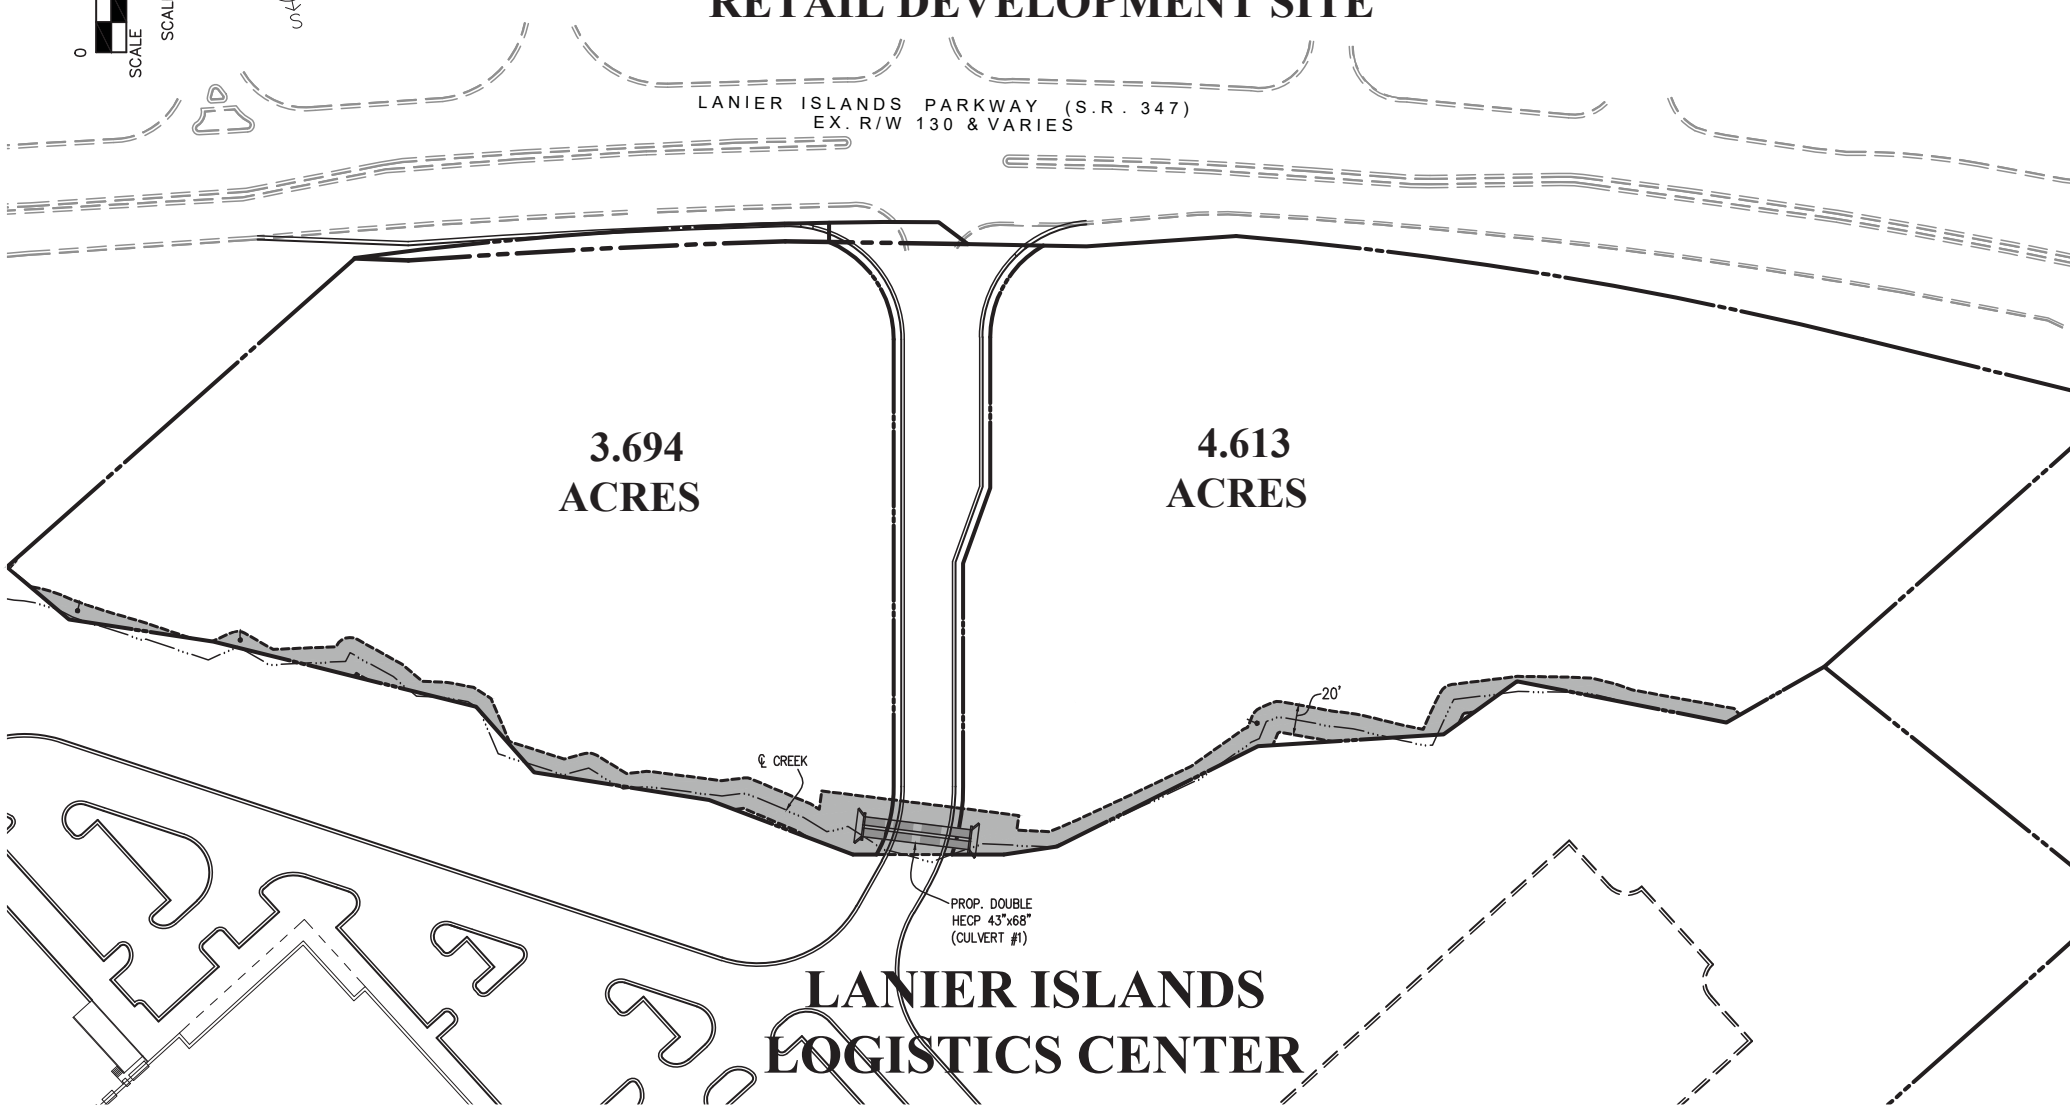 RETAIL DEVELOPMENT SITE
0
SCALE
LANIER ISLANDS PARKWAY (S.R. 347)
EX. R/W 130 & VARIES
3.694
ACRES
4.613
ACRES
20'
℄ CREEK
PROP. DOUBLE
HECP 43"x68"
(CULVERT #1)
LANIER ISLANDS
LOGISTICS CENTER